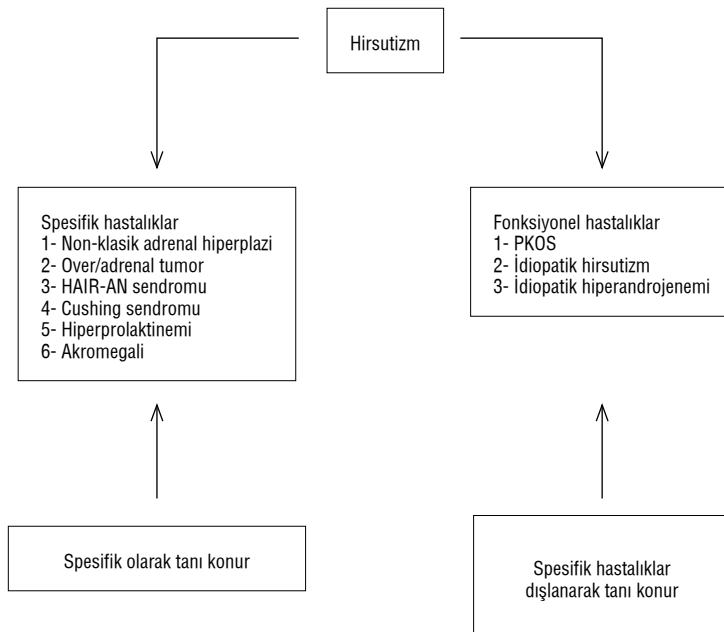 Hirsutizm
Spesifik hastalıklar
1- Non-klasik adrenal hiperplazi
2- Over/adrenal tumor
3- HAIR-AN sendromu
4- Cushing sendromu
5- Hiperprolaktinemi
6- Akromegali
Fonksiyonel hastalıklar
1- PKOS
2- İdiopatik hirsutizm
3- İdiopatik hiperandrojenemi
Spesifik olarak tanı konur
Spesifik hastalıklar
dışlanarak tanı konur